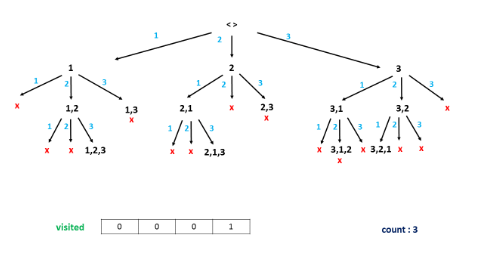 < >
1 2 3
1 2 3
1 2 3 1 2 3 1 2 3
x 1,2 1,3 2,1 x 2,3 3,1 3,2 x
x x
1 2 3 1 2 3 1 2 3 1 2 3
x x 1,2,3 x x 2,1,3 x 3,1,2 x 3,2,1 x x
x
visited 0 0 0 1 count : 3